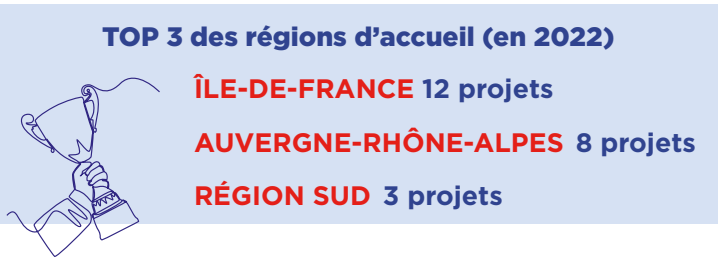 TOP 3 des régions d’accueil (en 2022)
ÎLE-DE-FRANCE 12 projets
AUVERGNE-RHÔNE-ALPES 8 projets
RÉGION SUD 3 projets